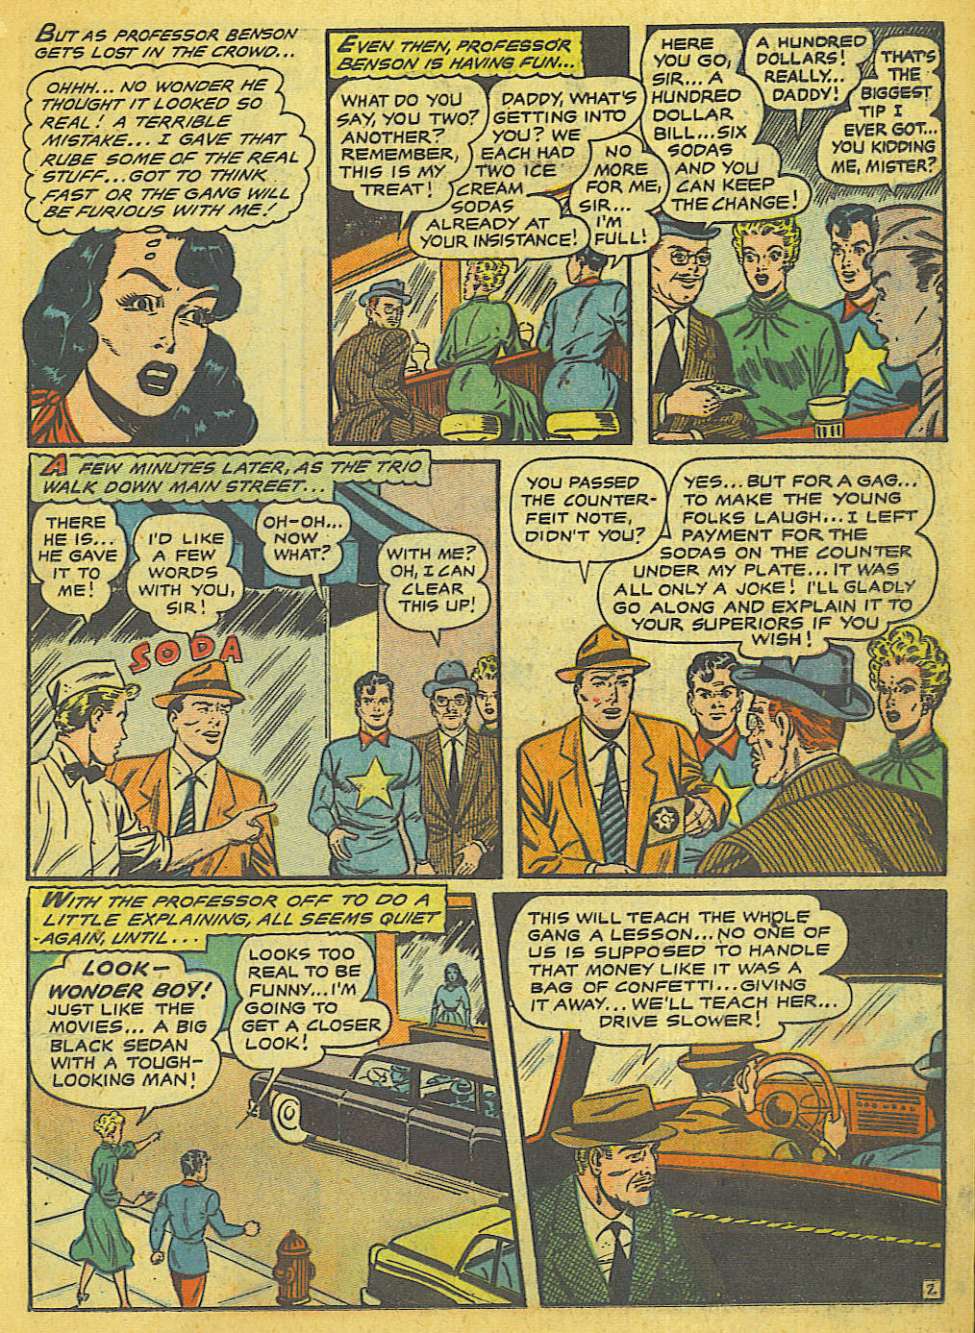 BUT AS PROFESSOR BENSON
GETS LOST IN THE CROWD...
OHHH... NO WONDER HE
THOUGHT IT LOOKED SO
REAL! A TERRIBLE
MISTAKE... I GAVE THAT
RUBE SOME OF THE REAL
STUFF... GOT TO THINK
FAST OR THE GANG WILL
BE FURIOUS WITH ME!
EVEN THEN, PROFESSOR
BENSON IS HAVING FUN...
WHAT DO YOU
SAY, YOU TWO?
ANOTHER?
REMEMBER,
THIS IS MY
TREAT!
DADDY, WHAT'S
GETTING INTO
YOU? WE
EACH HAD
TWO ICE
CREAM
SODAS
ALREADY AT
YOUR INSISTANCE!
NO
MORE
FOR ME,
SIR...
I'M
FULL!
HERE
YOU GO,
SIR... A
HUNDRED
DOLLAR
BILL... SIX
SODAS
AND YOU
CAN KEEP
THE CHANGE!
A HUNDRED
DOLLARS!
REALLY...
DADDY!
THAT'S
THE
BIGGEST
TIP I
EVER GOT...
YOU KIDDING
ME, MISTER?
A FEW MINUTES LATER, AS THE TRIO
WALK DOWN MAIN STREET...
THERE
HE IS...
HE GAVE
IT TO
ME!
I'D LIKE
A FEW
WORDS
WITH YOU,
SIR!
OH-OH...
NOW
WHAT?
WITH ME?
OH, I CAN
CLEAR
THIS UP!
SODA
YOU PASSED
THE COUNTER-
FEIT NOTE,
DIDN'T YOU?
YES... BUT FOR A GAG...
TO MAKE THE YOUNG
FOLKS LAUGH... I LEFT
PAYMENT FOR THE
SODAS ON THE COUNTER
UNDER MY PLATE... IT WAS
ALL ONLY A JOKE! I'LL GLADLY
GO ALONG AND EXPLAIN IT TO
YOUR SUPERIORS IF YOU
WISH!
WITH THE PROFESSOR OFF TO DO A
LITTLE EXPLAINING, ALL SEEMS QUIET
AGAIN, UNTIL...
LOOK-
WONDER BOY!
JUST LIKE THE
MOVIES... A BIG
BLACK SEDAN
WITH A TOUGH-
LOOKING MAN!
LOOKS TOO
REAL TO BE
FUNNY... I'M
GOING TO
GET A CLOSER
LOOK!
THIS WILL TEACH THE WHOLE
GANG A LESSON... NO ONE OF
US IS SUPPOSED TO HANDLE
THAT MONEY LIKE IT WAS A
BAG OF CONFETTI... GIVING
IT AWAY... WE'LL TEACH HER...
DRIVE SLOWER!
2